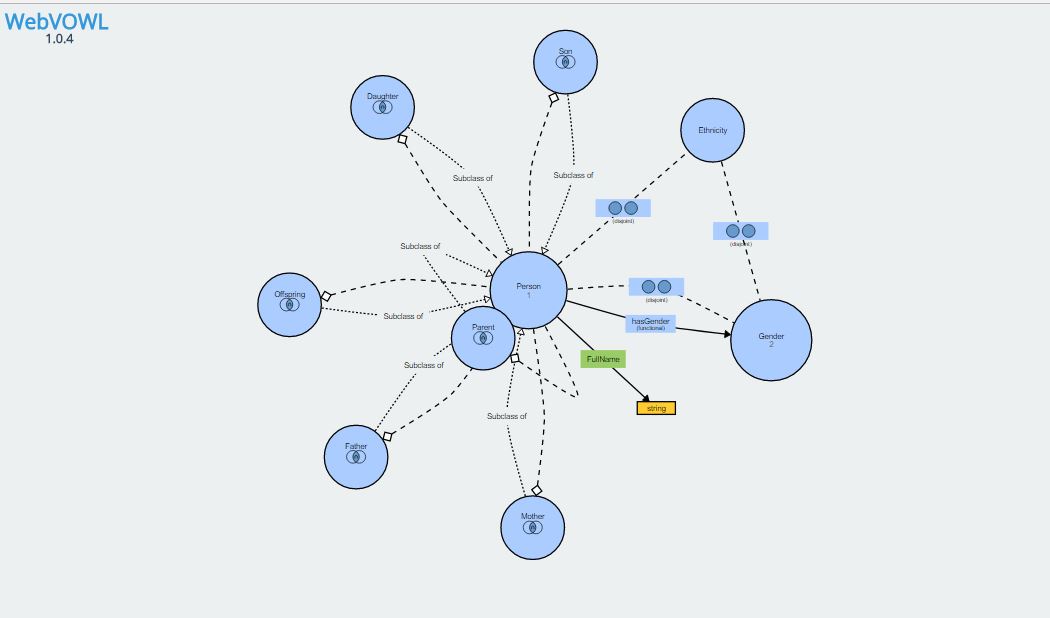 WebVOWL
1.0.4
Son
Daughter
Ethnicity
Subclass of
Subclass of
(disjoint)
(disjoint)
Subclass of
Person
1
Offspring
(disjoint)
Subclass of
hasGender
(functional)
Parent
Gender
2
FullName
Subclass of
string
Subclass of
Father
Mother